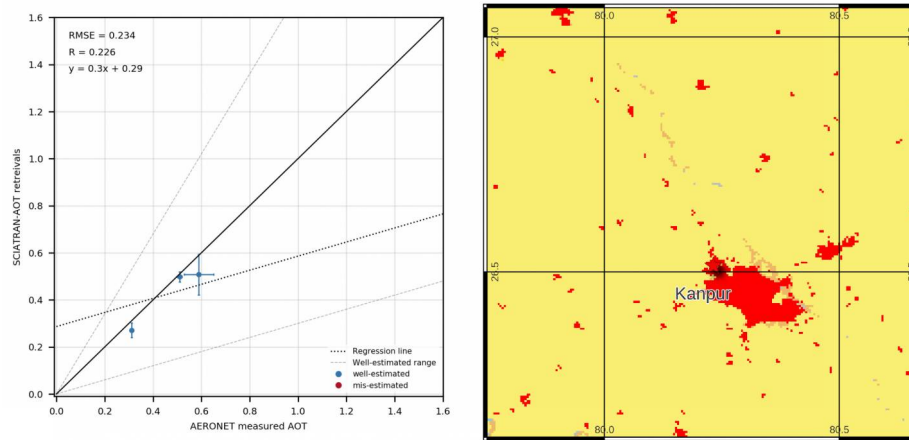 RMSE = 0.234
R = 0.226
y = 0.3x + 0.29
1.6
1.4
1.2
1.0
0.8
0.6
0.4
0.2
0.0
SCIATRAN-AOT retreivals
0.0 0.2 0.4 0.6 0.8 1.0 1.2 1.4 1.6
AERONET measured AOT
Regression line
Well-estimated range
well-estimated
mis-estimated
80.0 80.5
27.0
26.5
Kanpur
80.0 80.5